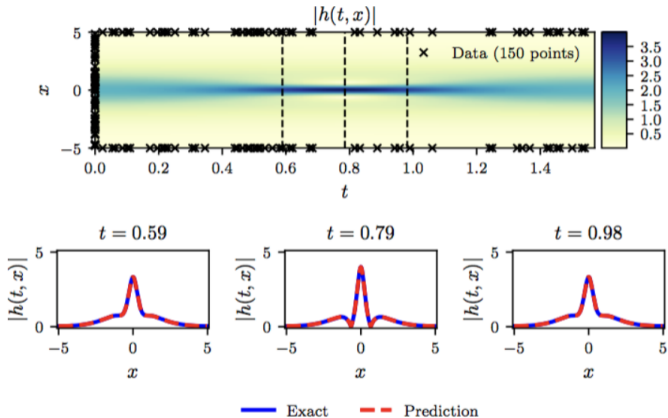 |h(t, x)|
5
0
−5
x
0.0 0.2 0.4 0.6 0.8 1.0 1.2 1.4
t
× Data (150 points)
3.5
3.0
2.5
2.0
1.5
1.0
0.5
t = 0.59
|h(t, x)|
5
0
−5 0 5
x
t = 0.79
|h(t, x)|
5
0
−5 0 5
x
t = 0.98
|h(t, x)|
5
0
−5 0 5
x
Exact Prediction